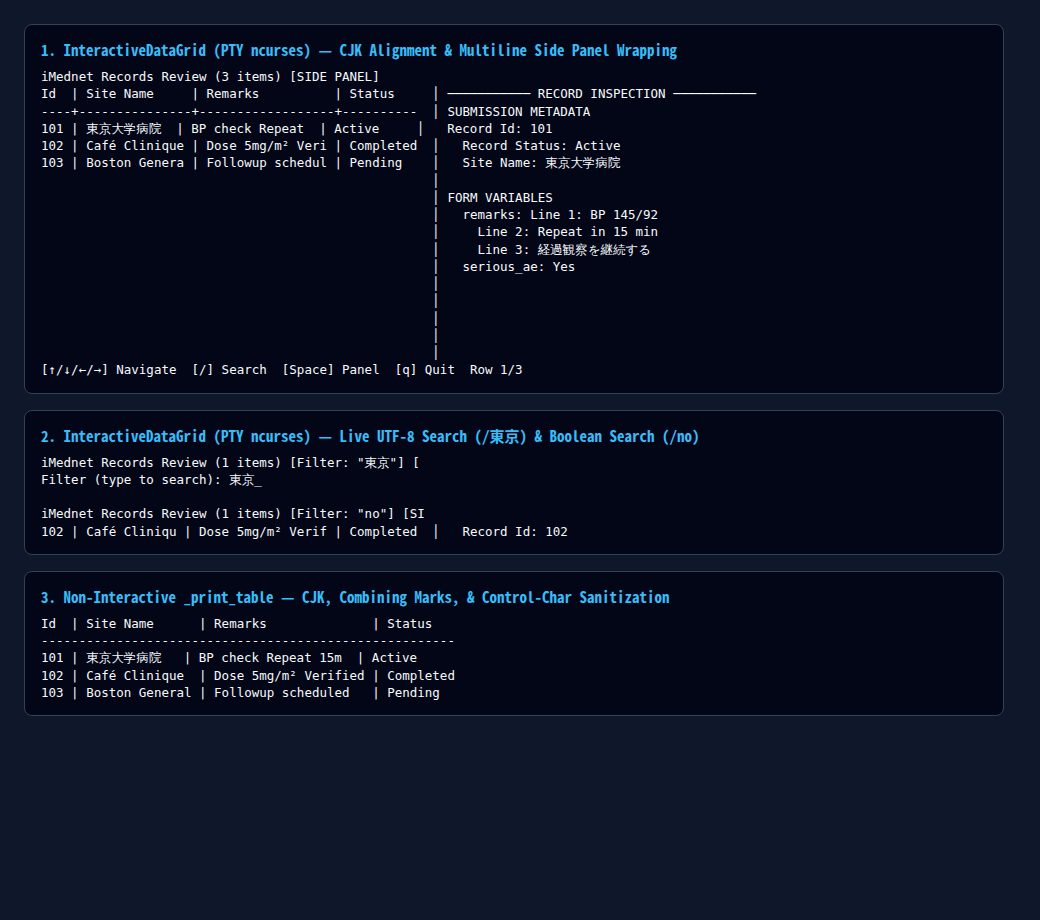 1. InteractiveDataGrid (PTY ncurses) — CJK Alignment & Multiline Side Panel Wrapping
iMednet Records Review (3 items) [SIDE PANEL]
Id  | Site Name     | Remarks          | Status     │ ─────────── RECORD INSPECTION ───────────
----+---------------+------------------+----------  │ SUBMISSION METADATA
101 | 東京大学病院  | BP check Repeat  | Active     │   Record Id: 101
102 | Café Clinique | Dose 5mg/m² Veri | Completed  │   Record Status: Active
103 | Boston Genera | Followup schedul | Pending    │   Site Name: 東京大学病院
│
│ FORM VARIABLES
│   remarks: Line 1: BP 145/92
│     Line 2: Repeat in 15 min
│     Line 3: 経過観察を継続する
│   serious_ae: Yes
│
│
│
│
│
[↑/↓/←/→] Navigate  [/] Search  [Space] Panel  [q] Quit  Row 1/3
2. InteractiveDataGrid (PTY ncurses) — Live UTF-8 Search (/東京) & Boolean Search (/no)
iMednet Records Review (1 items) [Filter: "東京"] [
Filter (type to search): 東京_
iMednet Records Review (1 items) [Filter: "no"] [SI
102 | Café Cliniqu | Dose 5mg/m² Verif | Completed  │   Record Id: 102
3. Non-Interactive _print_table — CJK, Combining Marks, & Control-Char Sanitization
Id  | Site Name      | Remarks              | Status
-------------------------------------------------------
101 | 東京大学病院   | BP check Repeat 15m  | Active
102 | Café Clinique  | Dose 5mg/m² Verified | Completed
103 | Boston General | Followup scheduled   | Pending